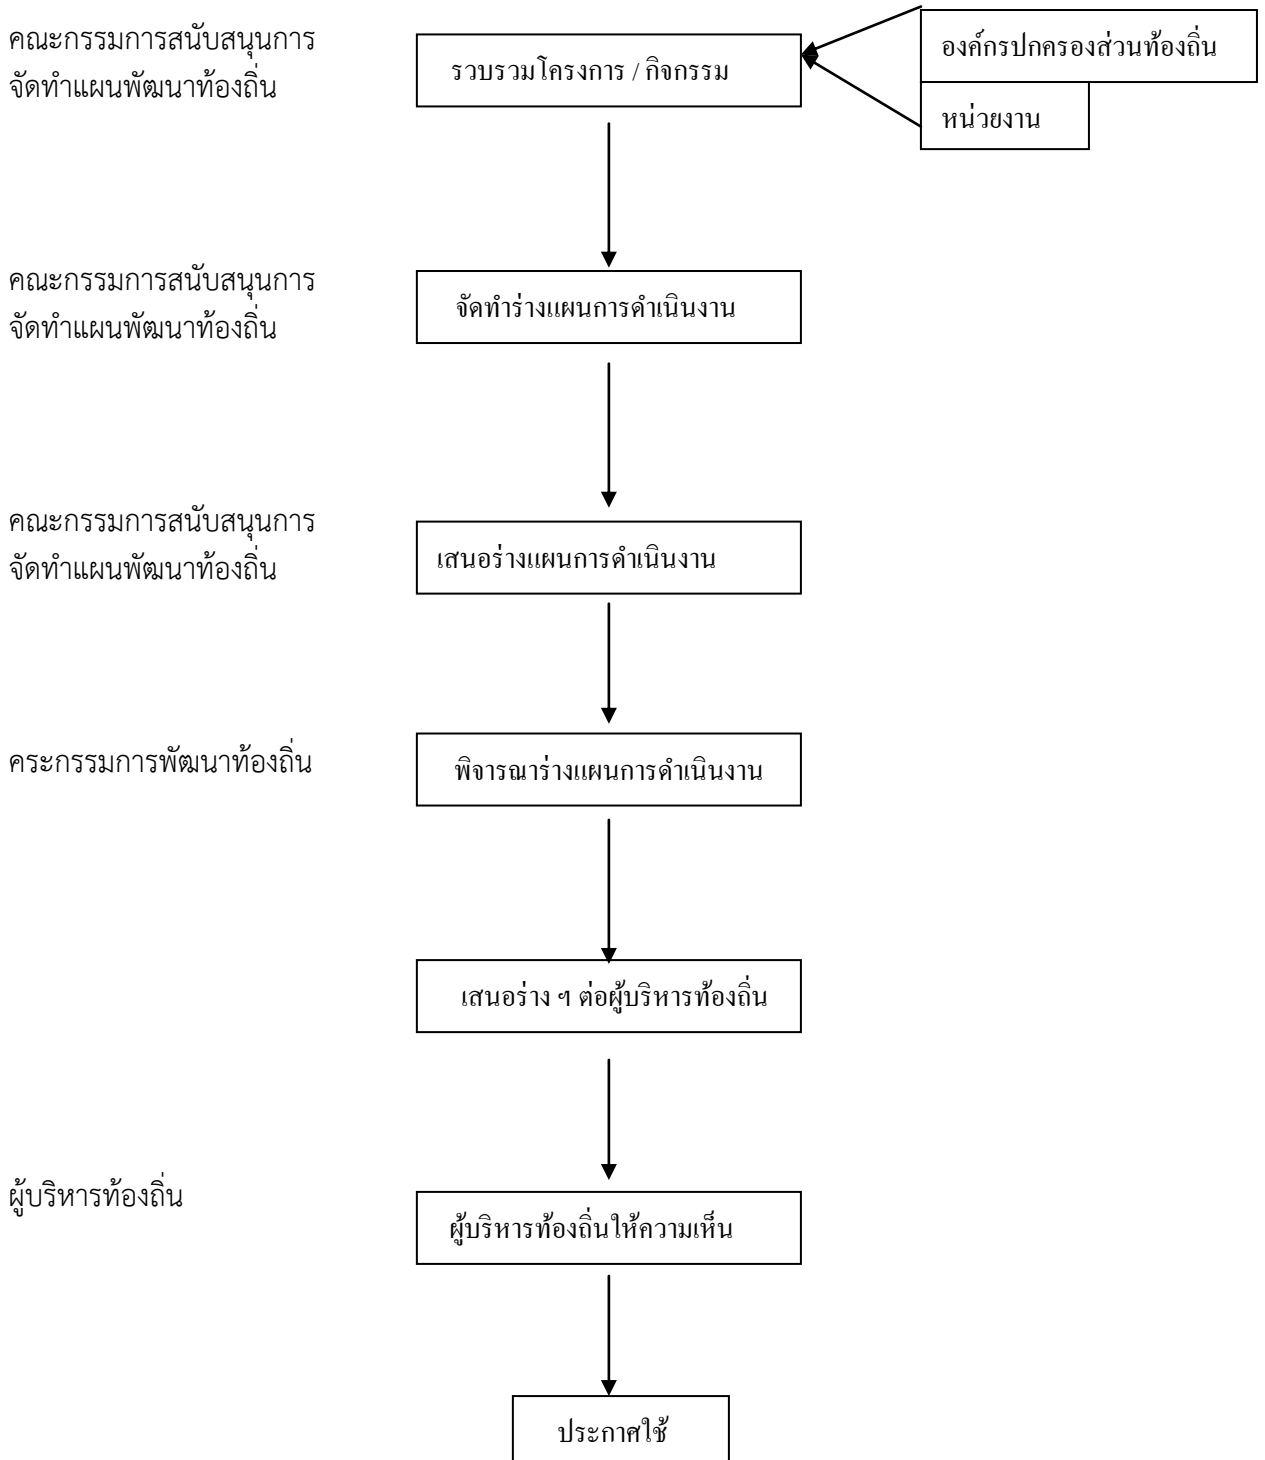 คณะกรรมการสนับสนุนการ
จัดทำแผนพัฒนาท้องถิ่น
รวบรวมโครงการ / กิจกรรม
องค์กรปกครองส่วนท้องถิ่น
หน่วยงาน
คณะกรรมการสนับสนุนการ
จัดทำแผนพัฒนาท้องถิ่น
จัดทำร่างแผนการดำเนินงาน
คณะกรรมการสนับสนุนการ
จัดทำแผนพัฒนาท้องถิ่น
เสนอร่างแผนการดำเนินงาน
คระกรรมการพัฒนาท้องถิ่น
พิจารณาร่างแผนการดำเนินงาน
เสนอร่าง ฯ ต่อผู้บริหารท้องถิ่น
ผู้บริหารท้องถิ่น
ผู้บริหารท้องถิ่นให้ความเห็น
ประกาศใช้